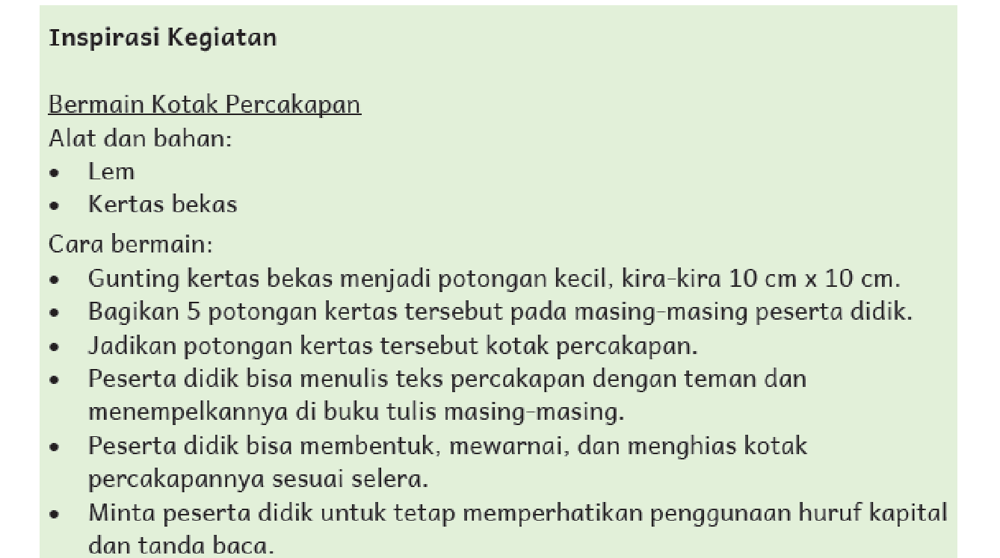 Inspirasi Kegiatan
Bermain Kotak Percakapan
Alat dan bahan:
• Lem
• Kertas bekas
Cara bermain:
• Gunting kertas bekas menjadi potongan kecil, kira-kira 10 cm x 10 cm.
• Bagikan 5 potongan kertas tersebut pada masing-masing peserta didik.
• Jadikan potongan kertas tersebut kotak percakapan.
• Peserta didik bisa menulis teks percakapan dengan teman dan
menempelkannya di buku tulis masing-masing.
• Peserta didik bisa membentuk, mewarnai, dan menghias kotak
percakapannya sesuai selera.
• Minta peserta didik untuk tetap memperhatikan penggunaan huruf kapital
dan tanda baca.